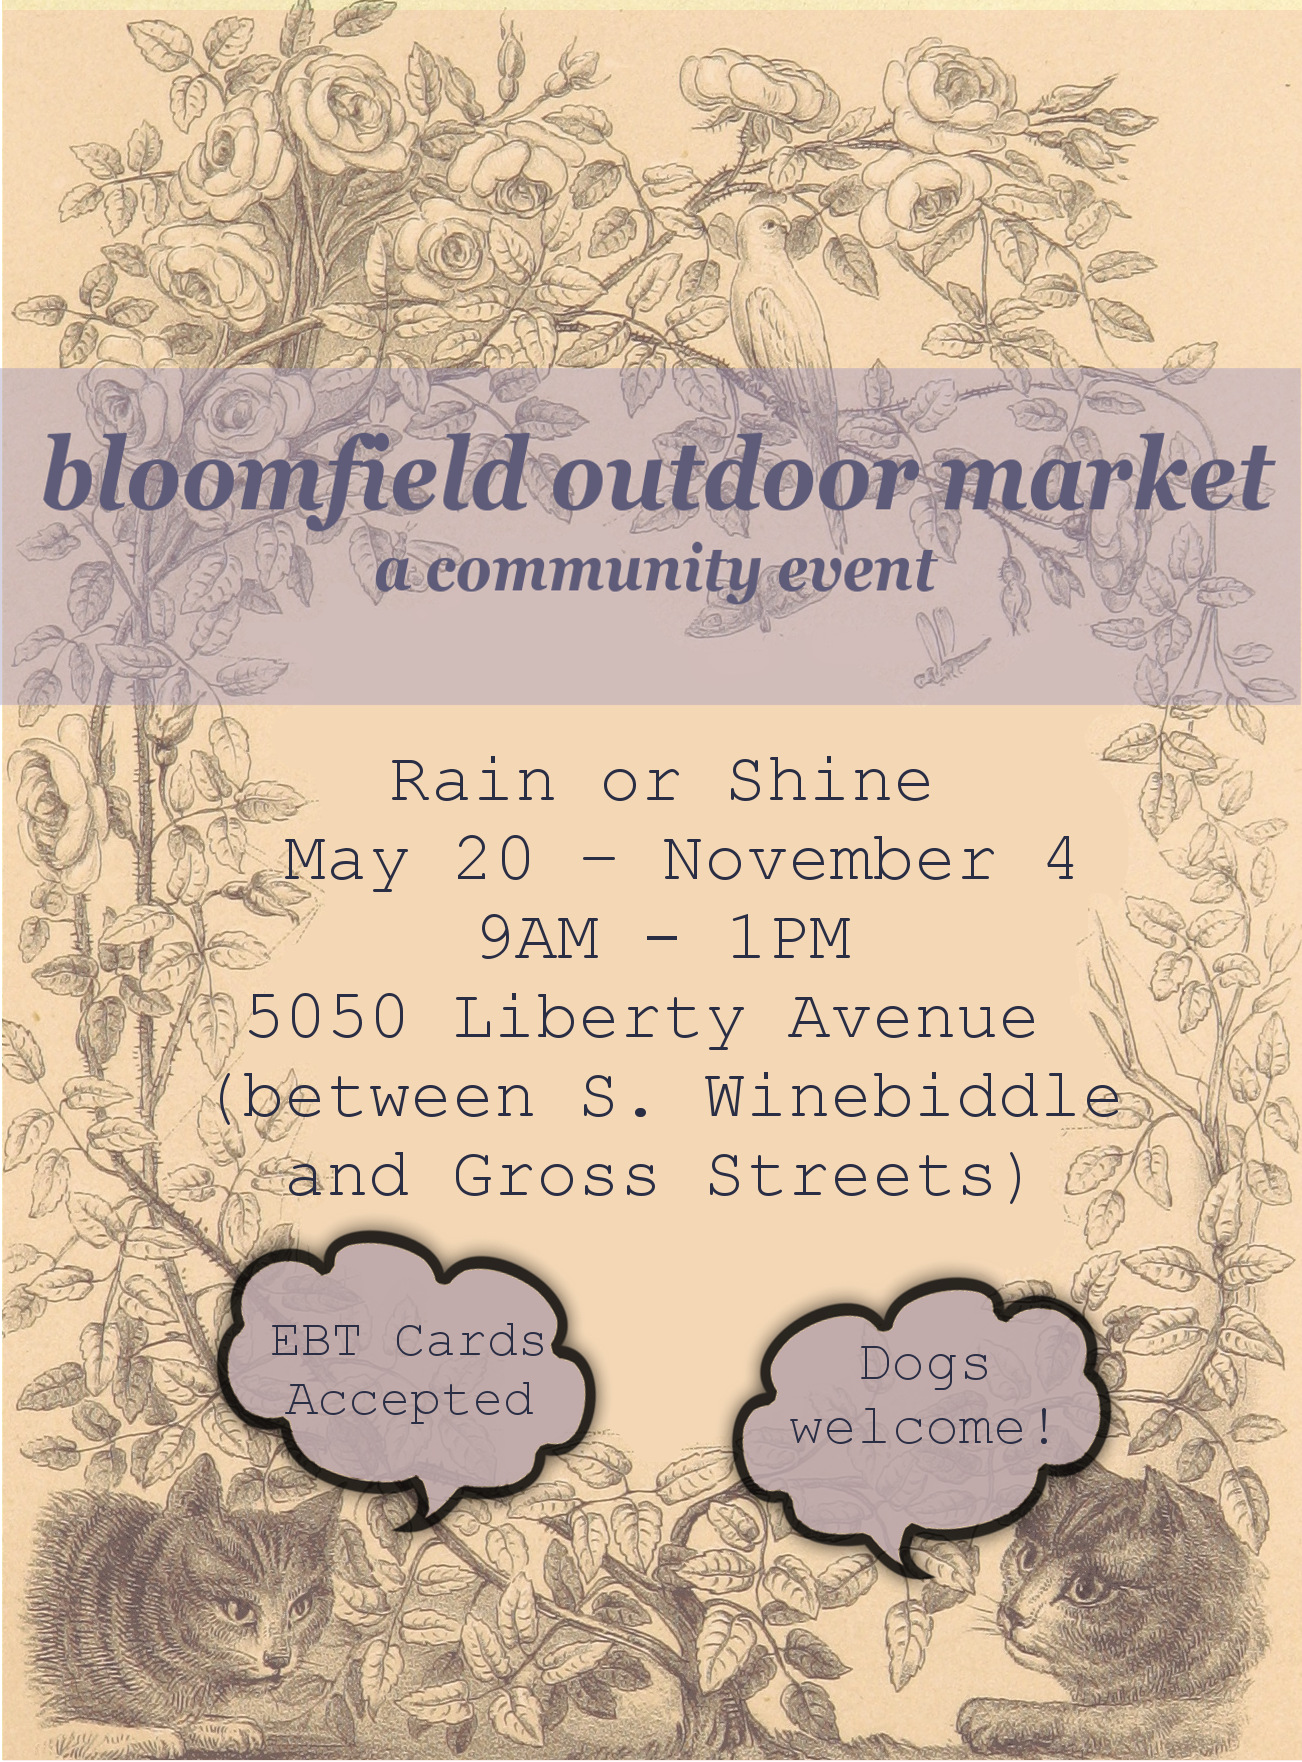 bloomfield outdoor market
a community event
Rain or Shine
May 20 – November 4
9AM - 1PM
5050 Liberty Avenue
(between S. Winebiddle
and Gross Streets)
EBT Cards
Accepted
Dogs
welcome!